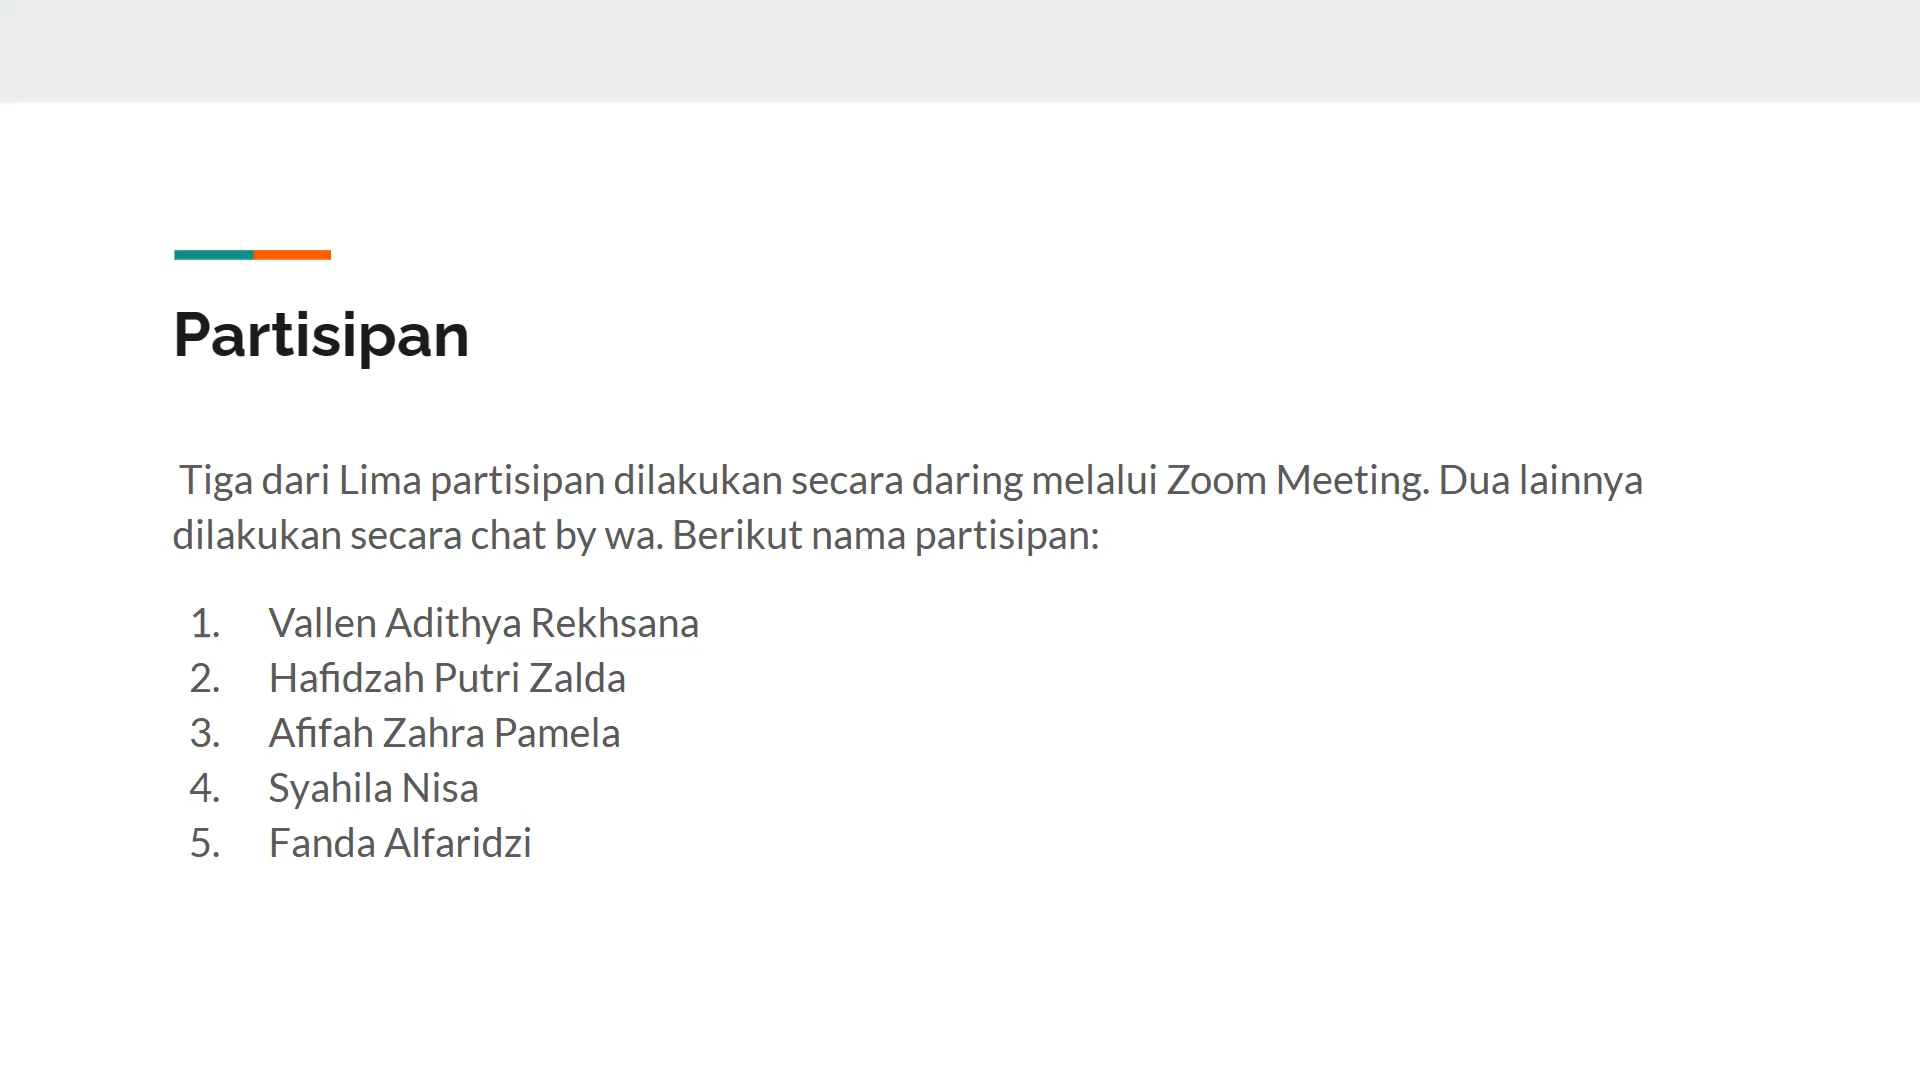 Partisipan
Tiga dari Lima partisipan dilakukan secara daring melalui Zoom Meeting. Dua lainnya
dilakukan secara chat by wa. Berikut nama partisipan:
1. Vallen Adithya Rekhsana
2. Hafidzah Putri Zalda
3. Afifah Zahra Pamela
4. Syahila Nisa
5. Fanda Alfaridzi